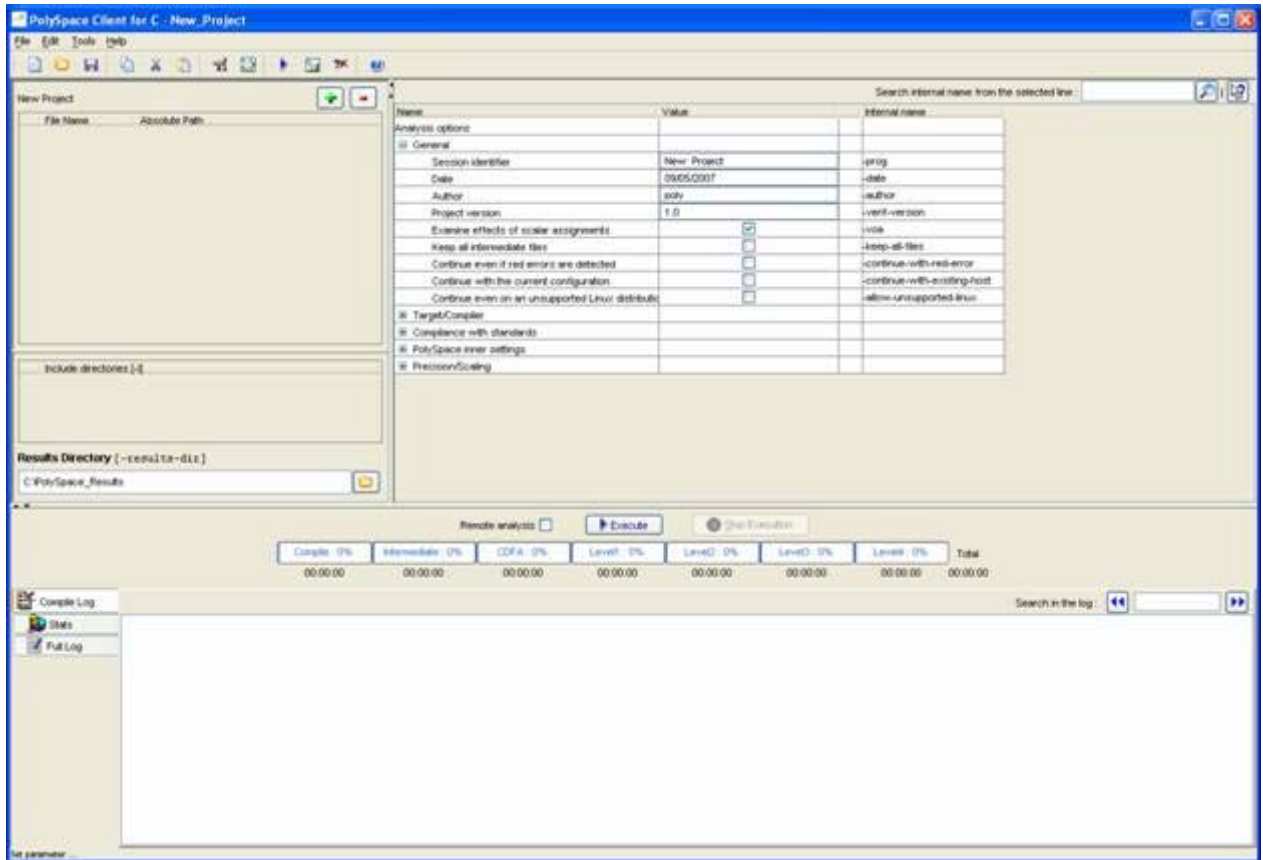 PolySpace Client for C - New_Project
File Edit Tools Help
New Project
File Name Absolute Path
Include directories [-I]
Results Directory [-results-dir]
C:\PolySpace_Results
Search internal name from the selected line :
Name Value Internal name
Analysis options
General
Session identifier New_Project -prog
Date 09/05/2007 -date
Author poly -author
Project version 1.0 -verif-version
Examine effects of scalar assignments -voa
Keep all intermediate files -keep-all-files
Continue even if red errors are detected -continue-with-red-error
Continue with the current configuration -continue-with-existing-host
Continue even on an unsupported Linux distributio -allow-unsupported-linux
Target/Compiler
Compliance with standards
PolySpace inner settings
Precision/Scaling
Remote analysis Execute Stop Execution
Compile : 0% Intermediate : 0% CDFA : 0% Level1 : 0% Level2 : 0% Level3 : 0% Level4 : 0% Total
00:00:00 00:00:00 00:00:00 00:00:00 00:00:00 00:00:00 00:00:00 00:00:00
Compile Log
Stats
Full Log
Search in the log :
Set parameter ...